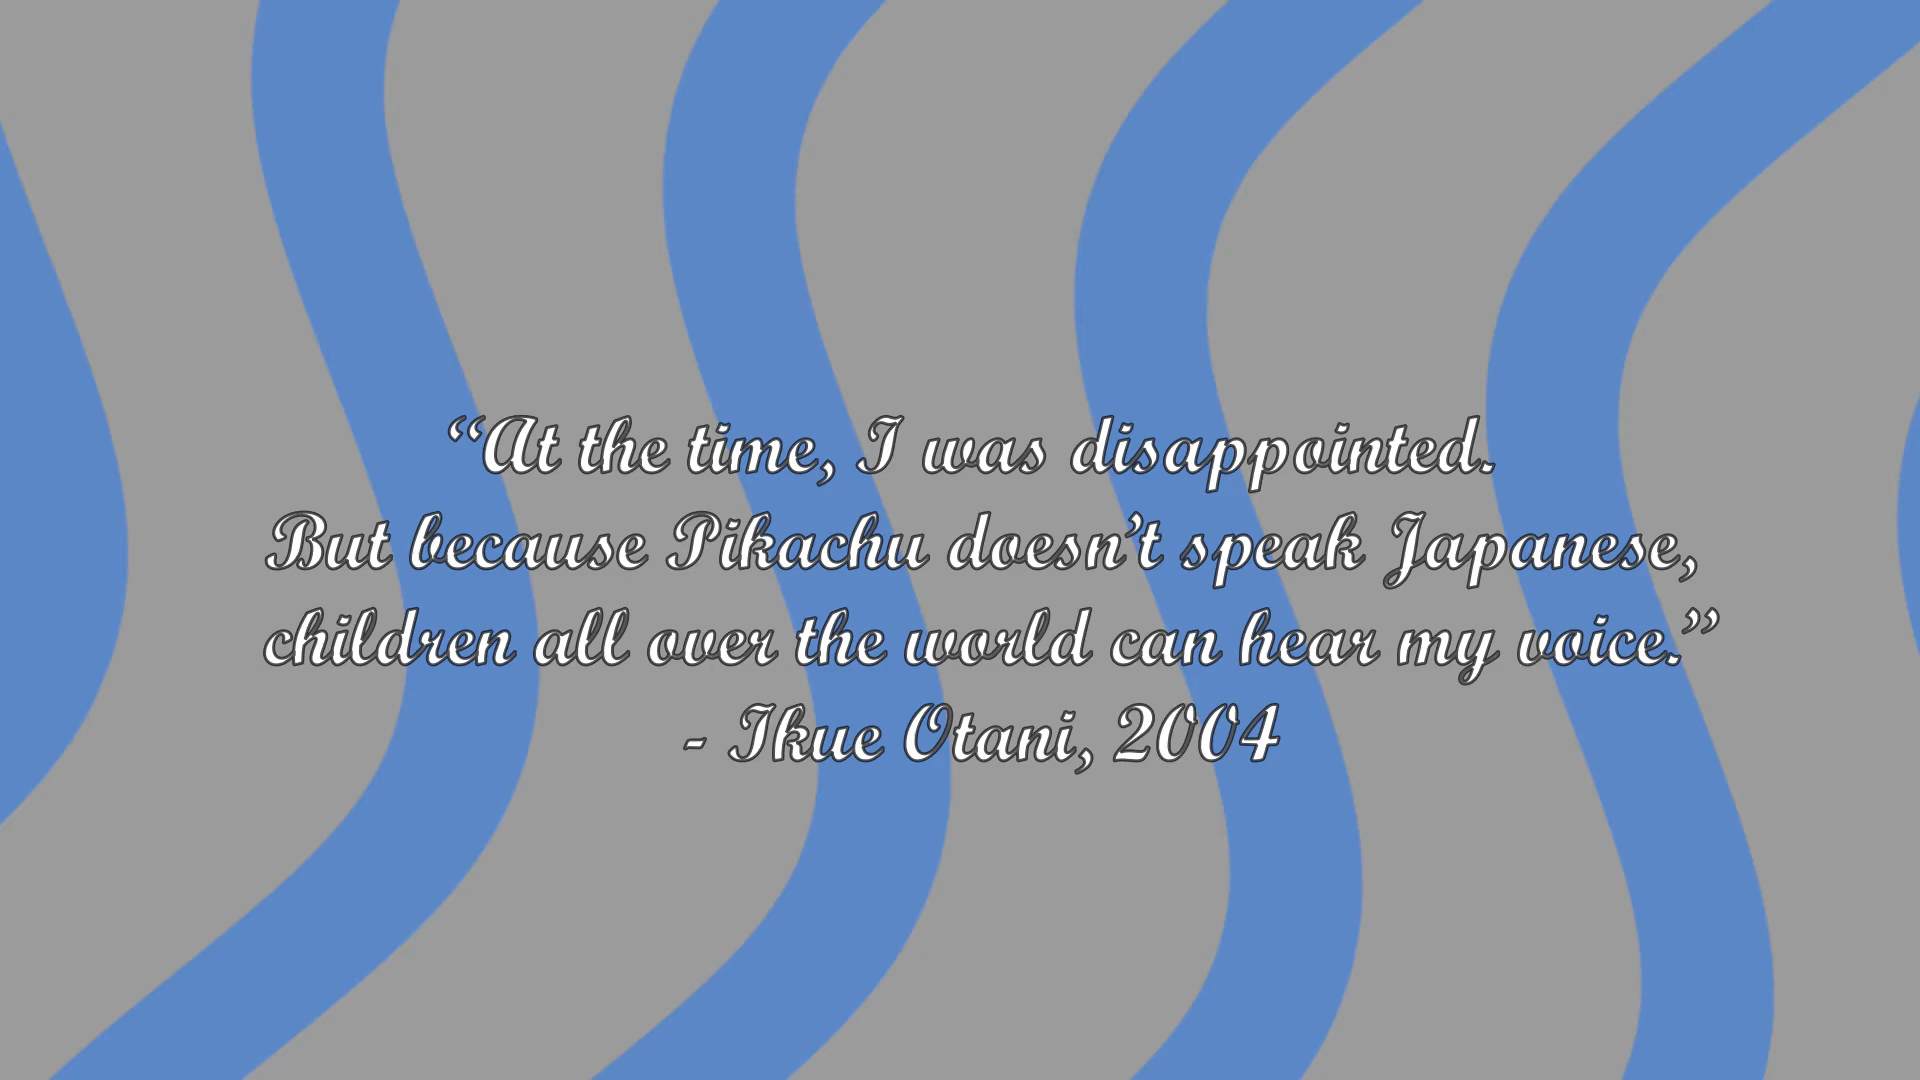 “At the time, I was disappointed.
But because Pikachu doesn’t speak Japanese,
children all over the world can hear my voice.”
- Ikue Otani, 2004